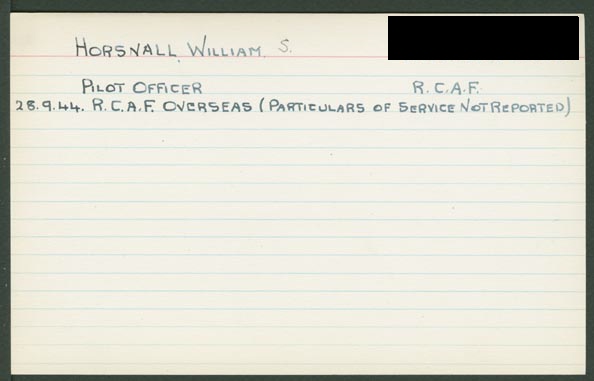 HORSNALL, WILLIAM. S.
PILOT OFFICER R.C.A.F.
28.9.44. R.C.A.F. OVERSEAS (PARTICULARS OF SERVICE NOT REPORTED)